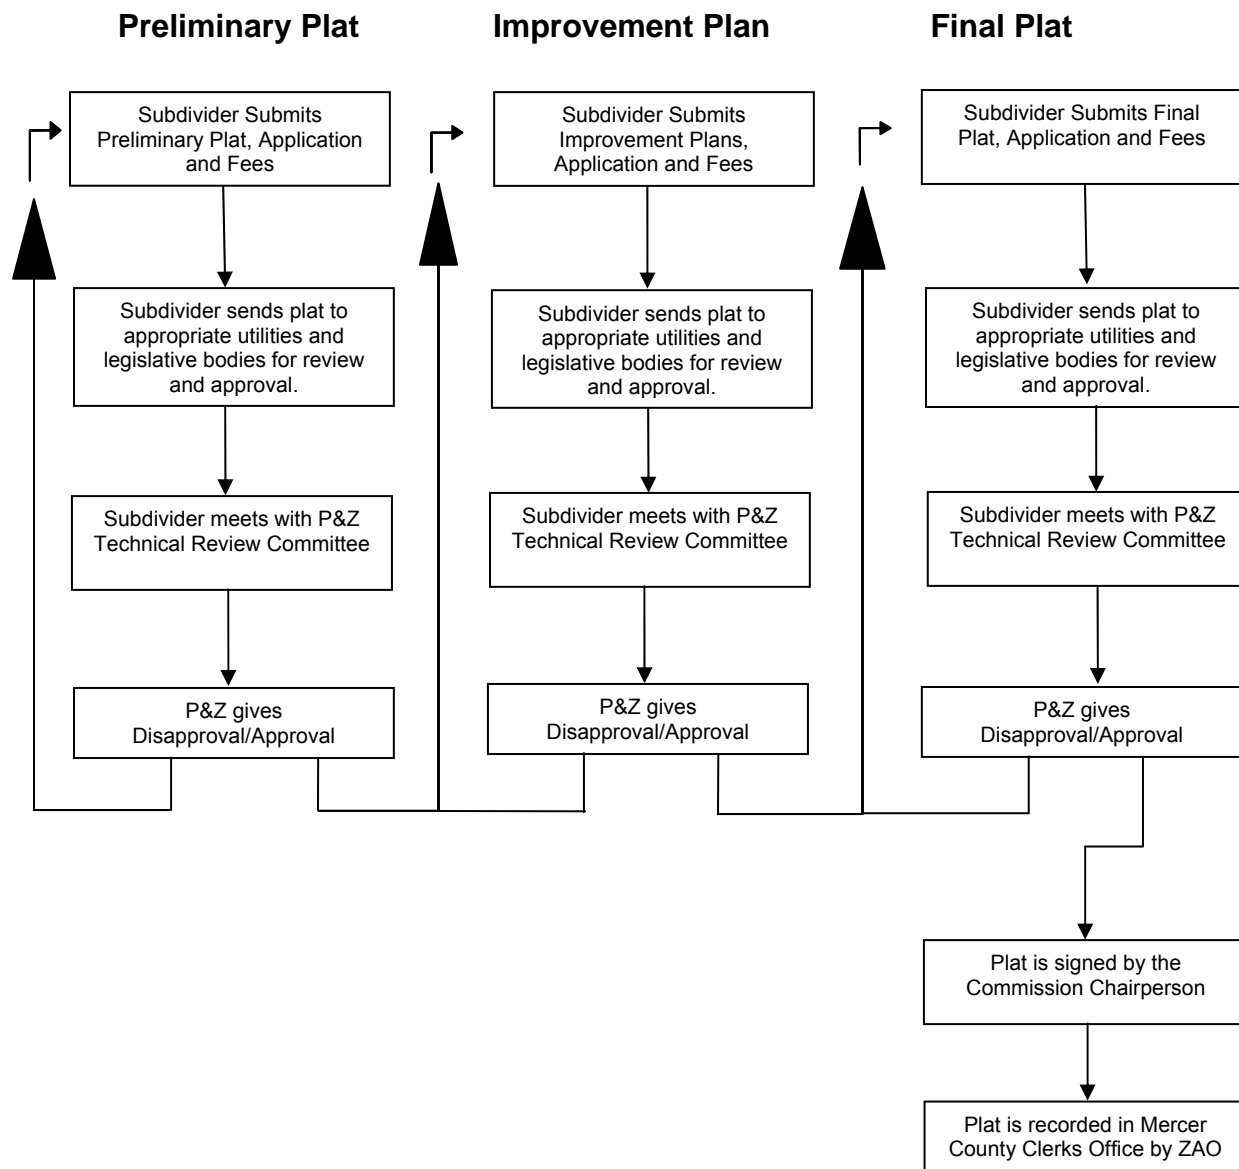 Preliminary Plat
Improvement Plan
Final Plat
Subdivider Submits
Preliminary Plat, Application
and Fees
Subdivider sends plat to
appropriate utilities and
legislative bodies for review
and approval.
Subdivider meets with P&Z
Technical Review Committee
P&Z gives
Disapproval/Approval
Subdivider Submits
Improvement Plans,
Application and Fees
Subdivider sends plat to
appropriate utilities and
legislative bodies for review
and approval.
Subdivider meets with P&Z
Technical Review Committee
P&Z gives
Disapproval/Approval
Subdivider Submits Final
Plat, Application and Fees
Subdivider sends plat to
appropriate utilities and
legislative bodies for review
and approval.
Subdivider meets with P&Z
Technical Review Committee
P&Z gives
Disapproval/Approval
Plat is signed by the
Commission Chairperson
Plat is recorded in Mercer
County Clerks Office by ZAO